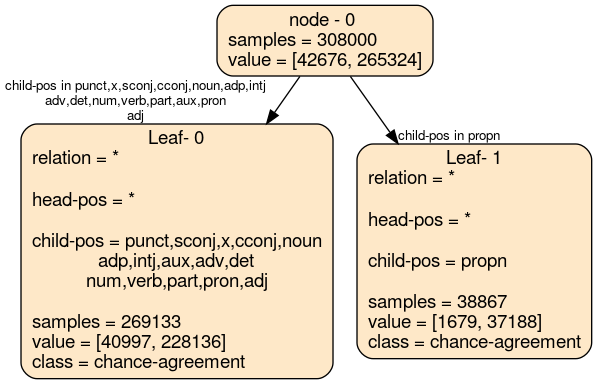 node - 0
samples = 308000
value = [42676, 265324]
child-pos in punct,x,sconj,cconj,noun,adp,intj
adv,det,num,verb,part,aux,pron
adj
child-pos in propn
Leaf- 0
relation = *
head-pos = *
child-pos = punct,sconj,x,cconj,noun
adp,intj,aux,adv,det
num,verb,part,pron,adj
samples = 269133
value = [40997, 228136]
class = chance-agreement
Leaf- 1
relation = *
head-pos = *
child-pos = propn
samples = 38867
value = [1679, 37188]
class = chance-agreement